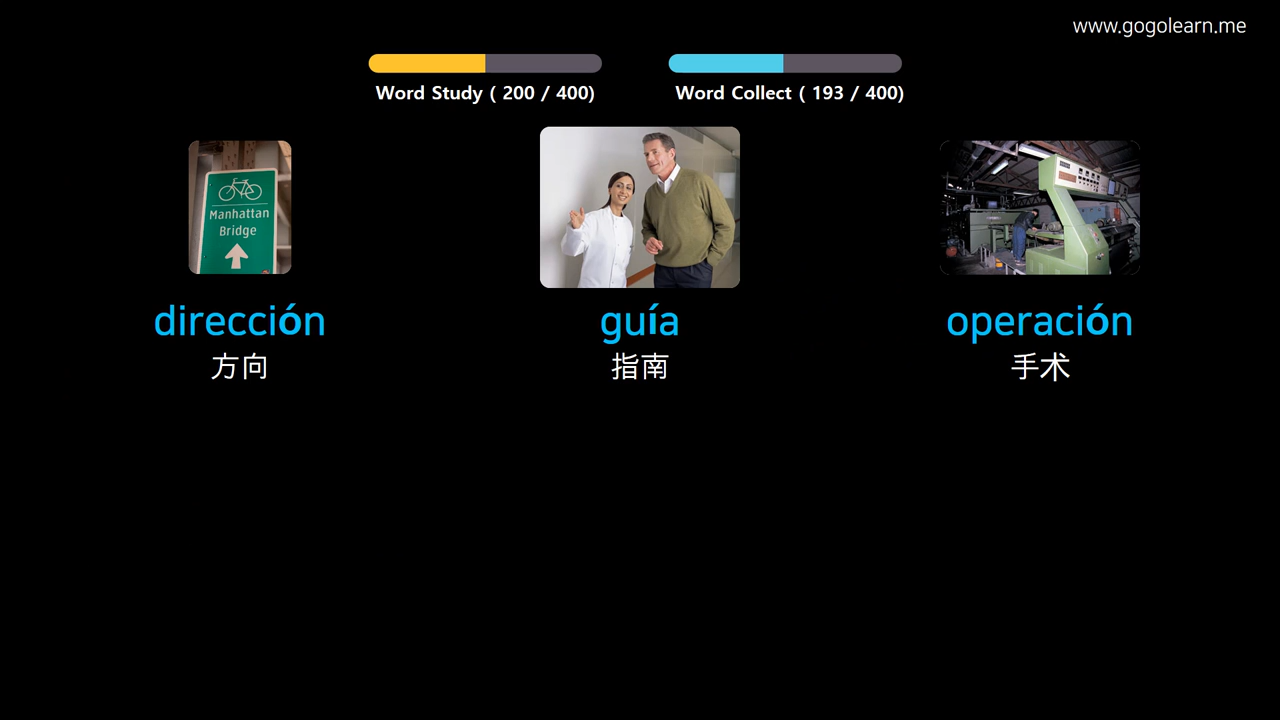 www.gogolearn.me
Word Study ( 200 / 400)
Word Collect ( 193 / 400)
Manhattan
Bridge
dirección
guía
operación
方向
指南
手术